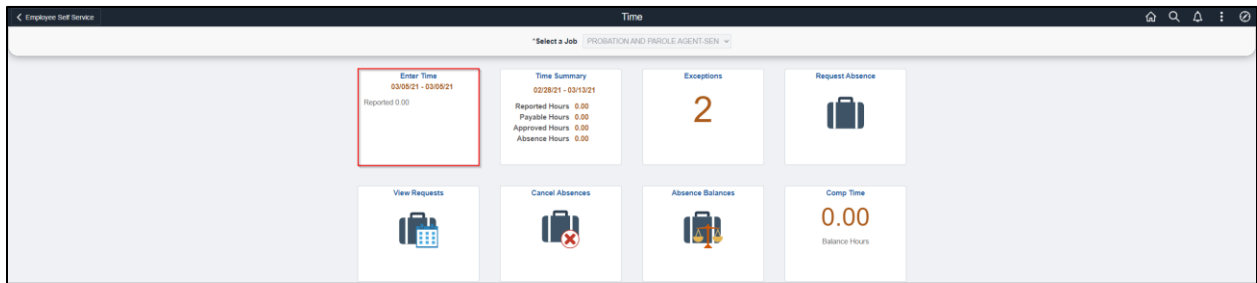 Employee Self Service
Time
*Select a Job PROBATION AND PAROLE AGENT-SEN
Enter Time
03/05/21 - 03/05/21
Reported 0.00
Time Summary
02/28/21 - 03/13/21
Reported Hours 0.00
Payable Hours 0.00
Approved Hours 0.00
Absence Hours 0.00
Exceptions
2
Request Absence
View Requests
Cancel Absences
Absence Balances
Comp Time
0.00
Balance Hours